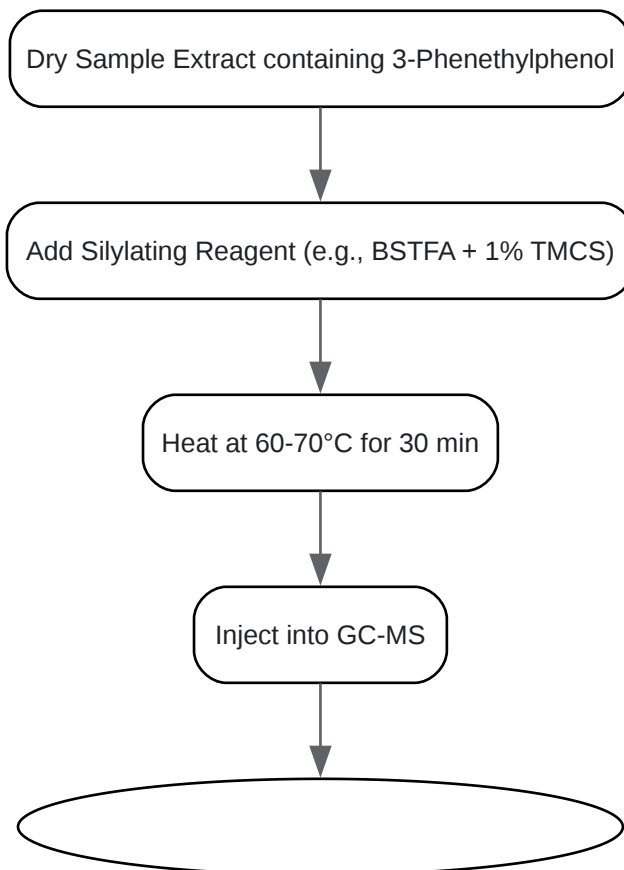 Dry Sample Extract containing 3-Phenethylphenol
Add Silylating Reagent (e.g., BSTFA + 1% TMCS)
Heat at 60-70°C for 30 min
Inject into GC-MS